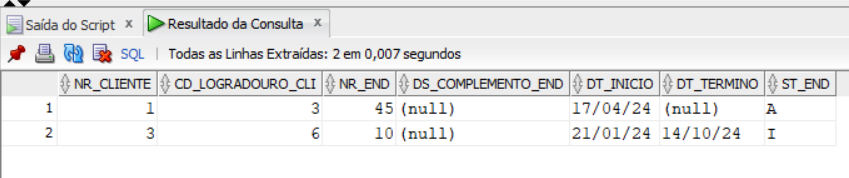 Saída do Script x Resultado da Consulta x
SQL | Todas as Linhas Extraídas: 2 em 0,007 segundos
NR_CLIENTE CD_LOGRADOURO_CLI NR_END DS_COMPLEMENTO_END DT_INICIO DT_TERMINO ST_END
1 1 3 45 (null) 17/04/24 (null) A
2 3 6 10 (null) 21/01/24 14/10/24 I